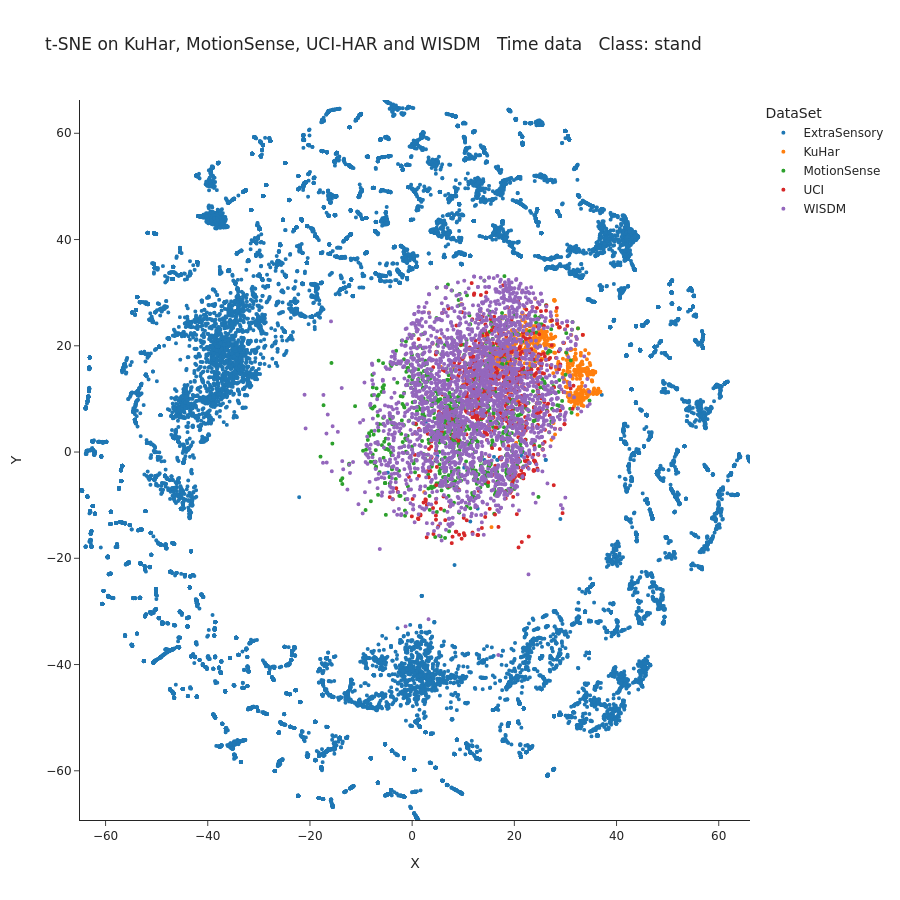 t-SNE on KuHar, MotionSense, UCI-HAR and WISDM   Time data   Class: stand
DataSet
ExtraSensory
KuHar
MotionSense
UCI
WISDM
60
40
20
0
−20
−40
−60
Y
−60
−40
−20
0
20
40
60
X